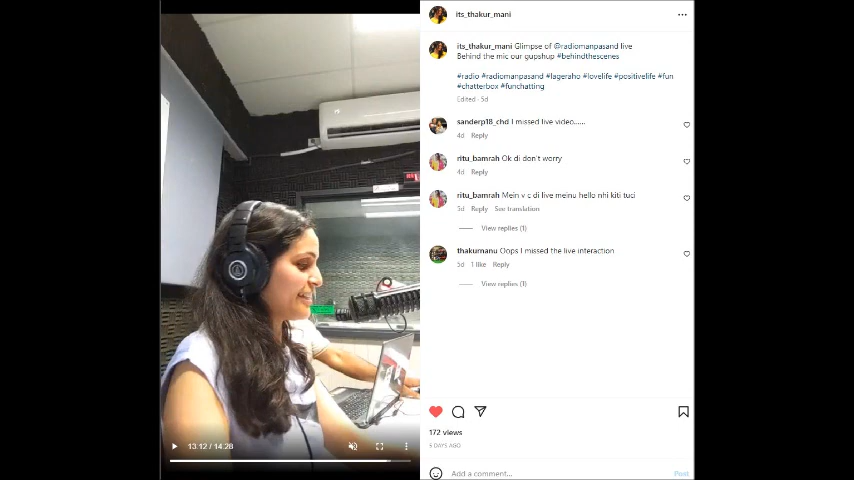 its_thakur_mani
its_thakur_mani Glimpse of @radiomanpasand live
Behind the mic our gupshup #behindthescenes
#radio #radiomanpasand #lageraho #lovelife #positivelife #fun
#chatterbox #funchatting
Edited · 5d
sanderp18_chd I missed live video......
4d Reply
ritu_bamrah Ok di don't worry
4d Reply
ritu_bamrah Mein v c di live meinu hello nhi kiti tuci
5d Reply See translation
View replies (1)
thakurnanu Oops I missed the live interaction
5d 1 like Reply
View replies (1)
172 views
5 DAYS AGO
Add a comment... Post
13:12 / 14:28